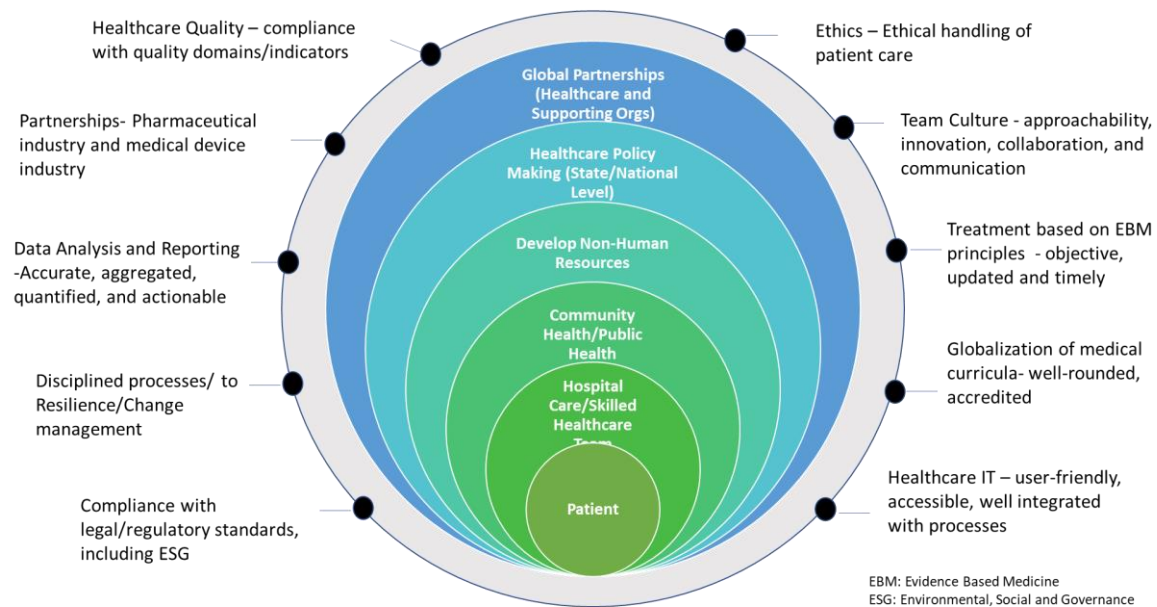 Healthcare Quality – compliance
with quality domains/indicators
Partnerships- Pharmaceutical
industry and medical device
industry
Data Analysis and Reporting
-Accurate, aggregated,
quantified, and actionable
Disciplined processes/ to
Resilience/Change
management
Compliance with
legal/regulatory standards,
including ESG
Global Partnerships
(Healthcare and
Supporting Orgs)
Healthcare Policy
Making (State/National
Level)
Develop Non-Human
Resources
Community
Health/Public
Health
Hospital
Care/Skilled
Healthcare
Team
Patient
Ethics – Ethical handling of
patient care
Team Culture - approachability,
innovation, collaboration, and
communication
Treatment based on EBM
principles - objective,
updated and timely
Globalization of medical
curricula- well-rounded,
accredited
Healthcare IT – user-friendly,
accessible, well integrated
with processes
EBM: Evidence Based Medicine
ESG: Environmental, Social and Governance